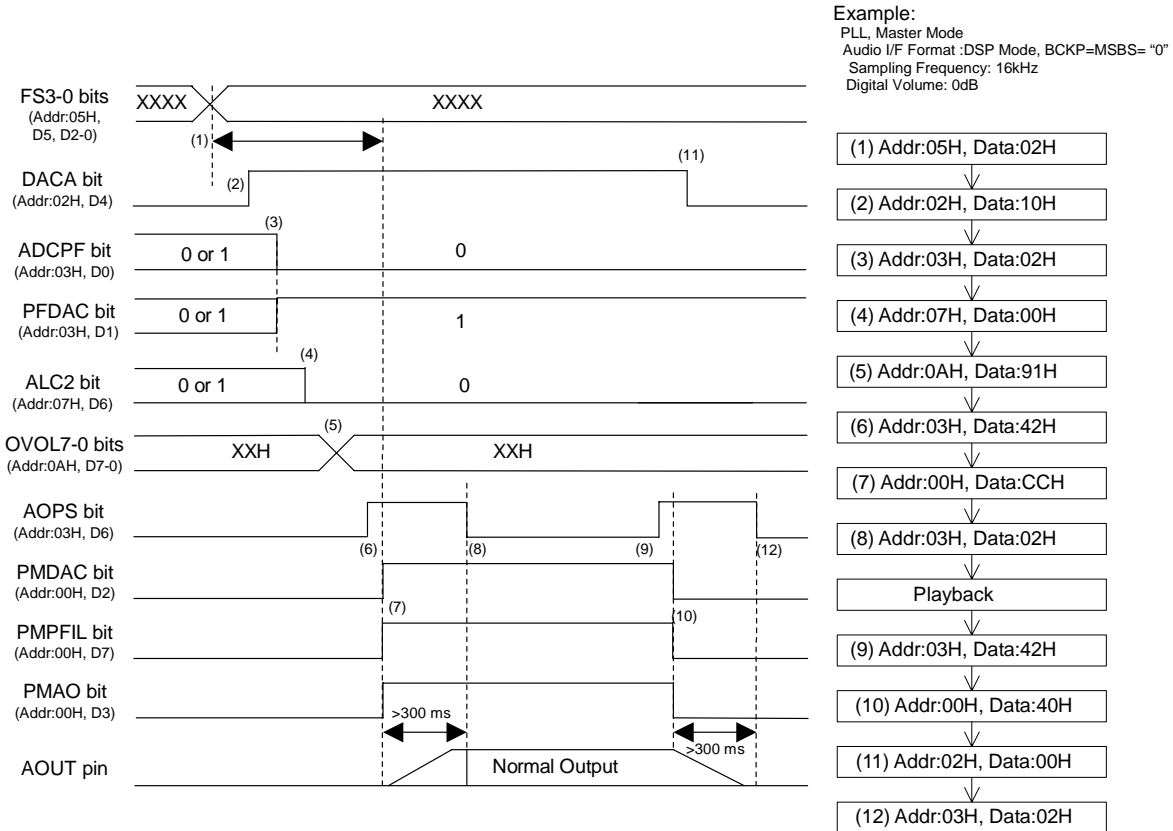 Example:
PLL, Master Mode
Audio I/F Format :DSP Mode, BCKP=MSBS= “0”
Sampling Frequency: 16kHz
Digital Volume: 0dB
FS3-0 bits
(Addr:05H,
D5, D2-0)
XXXX
XXXX
(1)
DACA bit
(Addr:02H, D4)
(2)
(11)
ADCPF bit
(Addr:03H, D0)
0 or 1
(3)
0
PFDAC bit
(Addr:03H, D1)
0 or 1
1
ALC2 bit
(Addr:07H, D6)
0 or 1
(4)
0
OVOL7-0 bits
(Addr:0AH, D7-0)
XXH
(5)
XXH
AOPS bit
(Addr:03H, D6)
(6)
(8)
(9)
(12)
PMDAC bit
(Addr:00H, D2)
(7)
(10)
PMPFIL bit
(Addr:00H, D7)
PMAO bit
(Addr:00H, D3)
>300 ms
>300 ms
AOUT pin
Normal Output
(1) Addr:05H, Data:02H
(2) Addr:02H, Data:10H
(3) Addr:03H, Data:02H
(4) Addr:07H, Data:00H
(5) Addr:0AH, Data:91H
(6) Addr:03H, Data:42H
(7) Addr:00H, Data:CCH
(8) Addr:03H, Data:02H
Playback
(9) Addr:03H, Data:42H
(10) Addr:00H, Data:40H
(11) Addr:02H, Data:00H
(12) Addr:03H, Data:02H